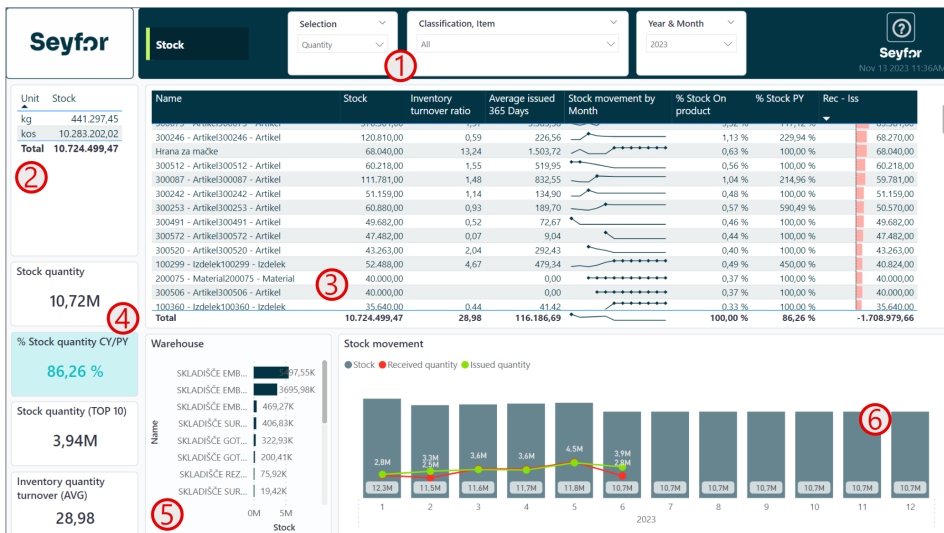 Seyfor
Stock
Selection
Quantity
Classification, Item
All
Year & Month
2023
?
Seyfor
Nov 13 2023 11:36AM
1
Unit Stock
kg 441.297,45
kos 10.283.202,02
Total 10.724.499,47
2
Name Stock Inventory turnover ratio Average issued 365 Days Stock movement by Month % Stock On product % Stock PY Rec - Iss
300246 - Artikel300246 - Artikel 120.810,00 0,59 226,56 1,13 % 229,94 % 68.270,00
Hrana za mačke 68.040,00 13,24 1.503,72 0,63 % 100,00 % 68.040,00
300512 - Artikel300512 - Artikel 60.218,00 1,55 519,95 0,56 % 100,00 % 60.218,00
300087 - Artikel300087 - Artikel 111.781,00 1,48 832,55 1,04 % 214,96 % 59.781,00
300242 - Artikel300242 - Artikel 51.159,00 1,14 134,90 0,48 % 100,00 % 51.159,00
300253 - Artikel300253 - Artikel 60.880,00 0,93 189,70 0,57 % 590,49 % 50.570,00
300491 - Artikel300491 - Artikel 49.682,00 0,52 72,67 0,46 % 100,00 % 49.682,00
300572 - Artikel300572 - Artikel 47.482,00 0,07 9,04 0,44 % 100,00 % 47.482,00
300520 - Artikel300520 - Artikel 43.263,00 2,04 292,43 0,40 % 100,00 % 43.263,00
100299 - Izdelek100299 - Izdelek 52.488,00 4,67 479,34 0,49 % 450,00 % 40.824,00
200075 - Material200075 - Material 40.000,00 0,00 0,37 % 100,00 % 40.000,00
300506 - Artikel300506 - Artikel 40.000,00 0,00 0,37 % 100,00 % 40.000,00
100360 - Izdelek100360 - Izdelek 35.640,00 0,44 41,42 0,33 % 100,00 % 35.640,00
Total 10.724.499,47 28,98 116.186,69 100,00 % 86,26 % -1.708.979,66
3
Stock quantity
10,72M
4
% Stock quantity CY/PY
86,26 %
Stock quantity (TOP 10)
3,94M
Inventory quantity
turnover (AVG)
28,98
Warehouse
Name
SKLADIŠČE EMB...
SKLADIŠČE EMB... 3695,98K
SKLADIŠČE EMB... 469,27K
SKLADIŠČE SUR... 406,83K
SKLADIŠČE GOT... 322,93K
SKLADIŠČE GOT... 200,41K
SKLADIŠČE REZ... 75,92K
SKLADIŠČE SUR... 19,42K
0M 5M
Stock
5
Stock movement
Stock Received quantity Issued quantity
6
2,8M 3,3M 3,6M 3,6M 4,5M 3,9M
2,5M 2,8M
12,3M 11,5M 11,6M 11,7M 11,8M 10,7M 10,7M 10,7M 10,7M 10,7M 10,7M 10,7M
1 2 3 4 5 6 7 8 9 10 11 12
2023